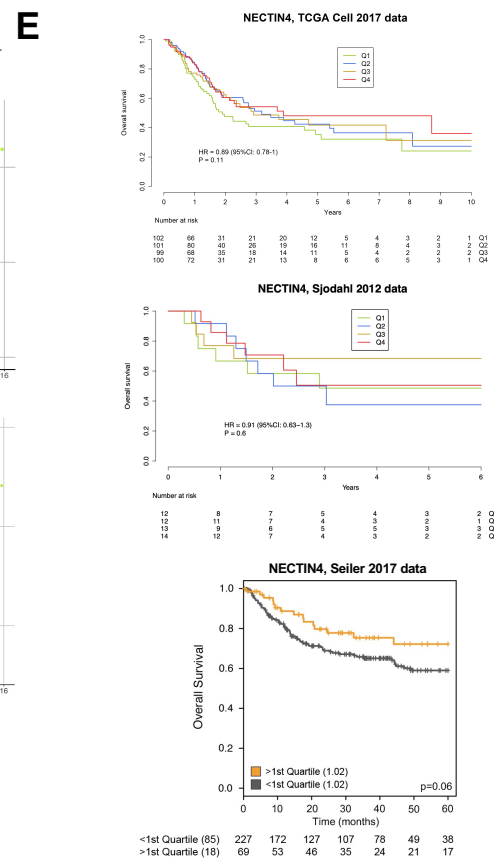 E
NECTIN4, TCGA Cell 2017 data
Overall survival
0.0 0.2 0.4 0.6 0.8 1.0
Q1
Q2
Q3
Q4
HR = 0.89 (95%CI: 0.78-1)
P = 0.11
0 1 2 3 4 5 6 7 8 9 10
Years
Number at risk
102 66 31 21 20 12 5 4 3 2 1 Q1
101 80 40 26 19 16 11 8 4 3 2 Q2
99 68 35 18 14 11 5 4 2 2 2 Q3
100 72 31 21 13 8 6 6 5 3 1 Q4
NECTIN4, Sjodahl 2012 data
Overall survival
0.0 0.2 0.4 0.6 0.8 1.0
Q1
Q2
Q3
Q4
HR = 0.91 (95%CI: 0.63−1.3)
P = 0.6
0 1 2 3 4 5 6
Years
Number at risk
12 8 7 5 4 3 2 Q
12 11 7 4 3 2 1 Q
13 9 6 5 5 3 3 Q
14 12 7 4 3 2 2 Q
16
16
NECTIN4, Seiler 2017 data
Overall Survival
1.0
0.8
0.6
0.4
0.2
0.0
>1st Quartile (1.02)
<1st Quartile (1.02)
p=0.06
0 10 20 30 40 50 60
Time (months)
<1st Quartile (85) 227 172 127 107 78 49 38
>1st Quartile (18) 69 53 46 35 24 21 17